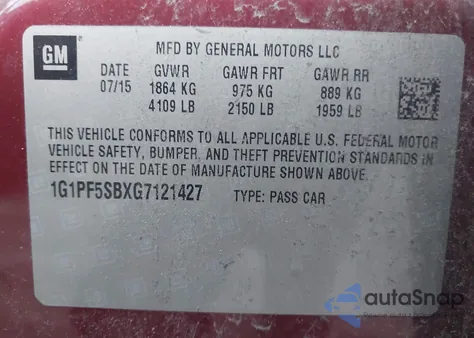 GM
MFD BY GENERAL MOTORS LLC
DATE GVWR GAWR FRT GAWR RR
07/15 1864 KG 975 KG 889 KG
4109 LB 2150 LB 1959 LB
THIS VEHICLE CONFORMS TO ALL APPLICABLE U.S. FEDERAL MOTOR
VEHICLE SAFETY, BUMPER, AND THEFT PREVENTION STANDARDS IN
EFFECT ON THE DATE OF MANUFACTURE SHOWN ABOVE.
1G1PF5SBXG7121427 TYPE: PASS CAR
autoSnap